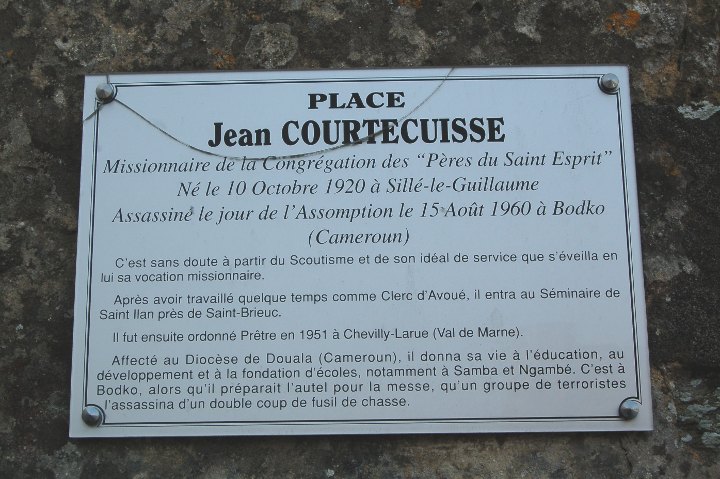 PLACE
Jean COURTECUISSE
Missionnaire de la Congrégation des "Pères du Saint Esprit"
Né le 10 Octobre 1920 à Sillé-le-Guillaume
Assassiné le jour de l'Assomption le 15 Août 1960 à Bodko
(Cameroun)
C'est sans doute à partir du Scoutisme et de son idéal de service que s'éveilla en
lui sa vocation missionnaire.
Après avoir travaillé quelque temps comme Clerc d'Avoué, il entra au Séminaire de
Saint Ilan près de Saint-Brieuc.
Il fut ensuite ordonné Prêtre en 1951 à Chevilly-Larue (Val de Marne).
Affecté au Diocèse de Douala (Cameroun), il donna sa vie à l'éducation, au
développement et à la fondation d'écoles, notamment à Samba et Ngambé. C'est à
Bodko, alors qu'il préparait l'autel pour la messe, qu'un groupe de terroristes
l'assassina d'un double coup de fusil de chasse.